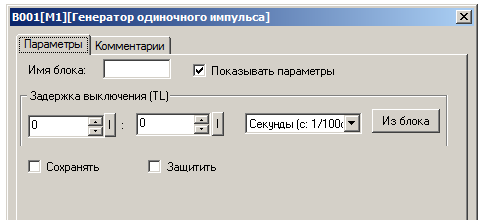 B001[M1][Генератор одиночного импульса]
Параметры Комментарии
Имя блока: Показывать параметры
Задержка выключения (TL)
0 : 0 Секунды (с: 1/100с Из блока
Сохранять Защитить